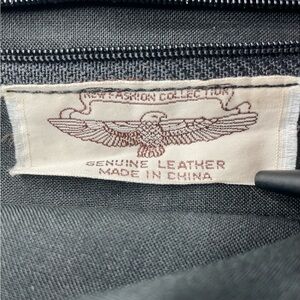 NEW FASHION COLLECTION
GENUINE LEATHER
MADE IN CHINA